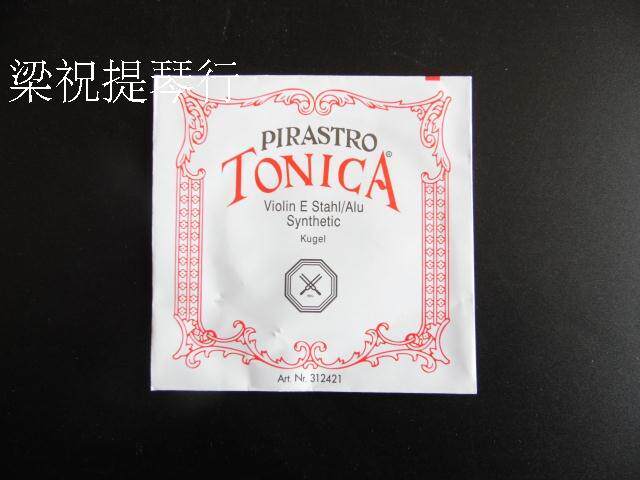 梁祝提琴行
PIRASTRO
TONICA®
Violin E Stahl/Alu
Synthetic
Kugel
Art. Nr. 312421